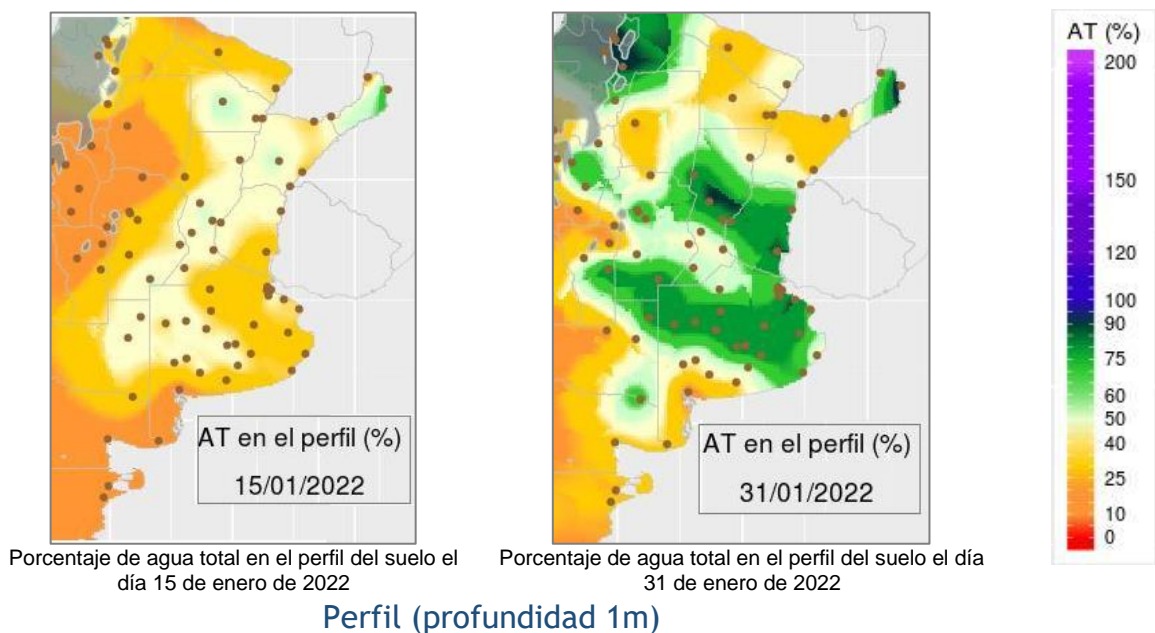 AT en el perfil (%)
15/01/2022
AT en el perfil (%)
31/01/2022
AT (%)
200
150
120
100
90
75
60
50
40
25
10
0
Porcentaje de agua total en el perfil del suelo el
día 15 de enero de 2022
Porcentaje de agua total en el perfil del suelo el día
31 de enero de 2022
Perfil (profundidad 1m)